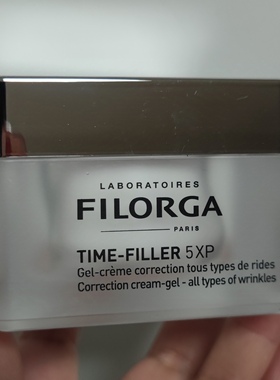 LABORATOIRES
FILORGA
PARIS
TIME-FILLER 5XP
Gel-crème correction tous types de rides
Correction cream-gel - all types of wrinkles